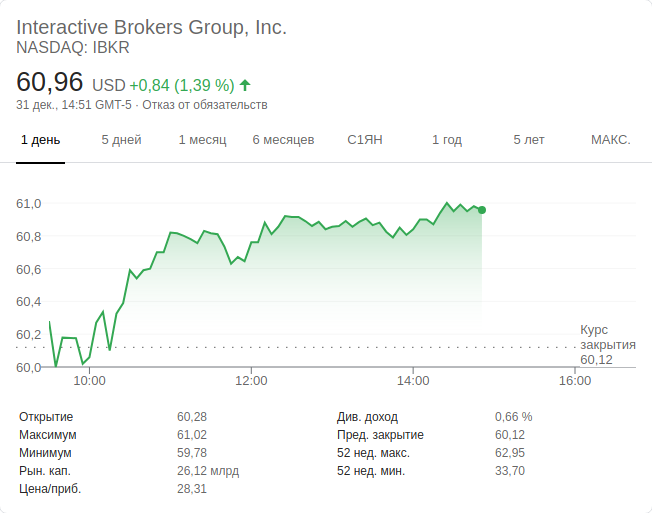 Interactive Brokers Group, Inc.
NASDAQ: IBKR
60,96 USD +0,84 (1,39 %)
31 дек., 14:51 GMT-5 · Отказ от обязательств
1 день 5 дней 1 месяц 6 месяцев С1ЯН 1 год 5 лет МАКС.
61,0
60,8
60,6
60,4
60,2
60,0
Курс
закрытия
60,12
10:00 12:00 14:00 16:00
Открытие 60,28 Див. доход 0,66 %
Максимум 61,02 Пред. закрытие 60,12
Минимум 59,78 52 нед. макс. 62,95
Рын. кап. 26,12 млрд 52 нед. мин. 33,70
Цена/приб. 28,31